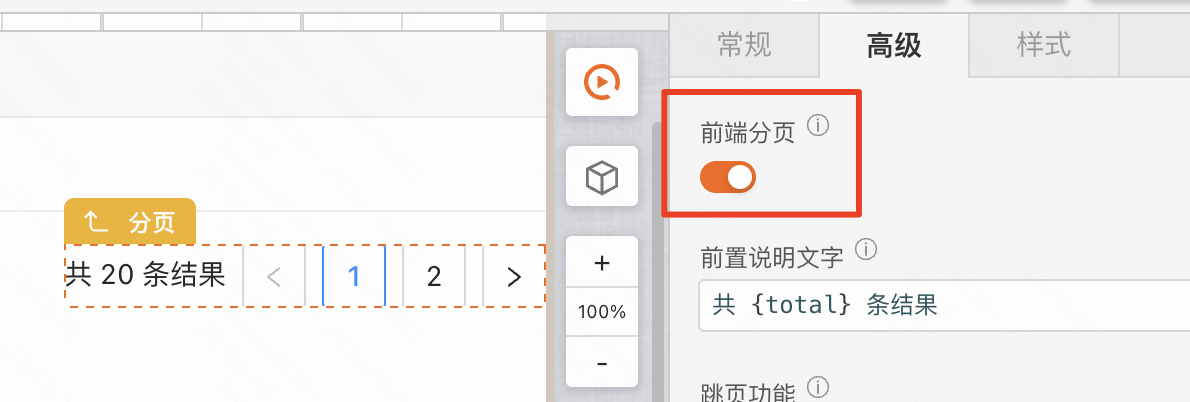 常规
高级
样式
前端分页
分页
共 20 条结果
<
1
2
>
+
100%
-
前置说明文字
共 {total} 条结果
跳页功能